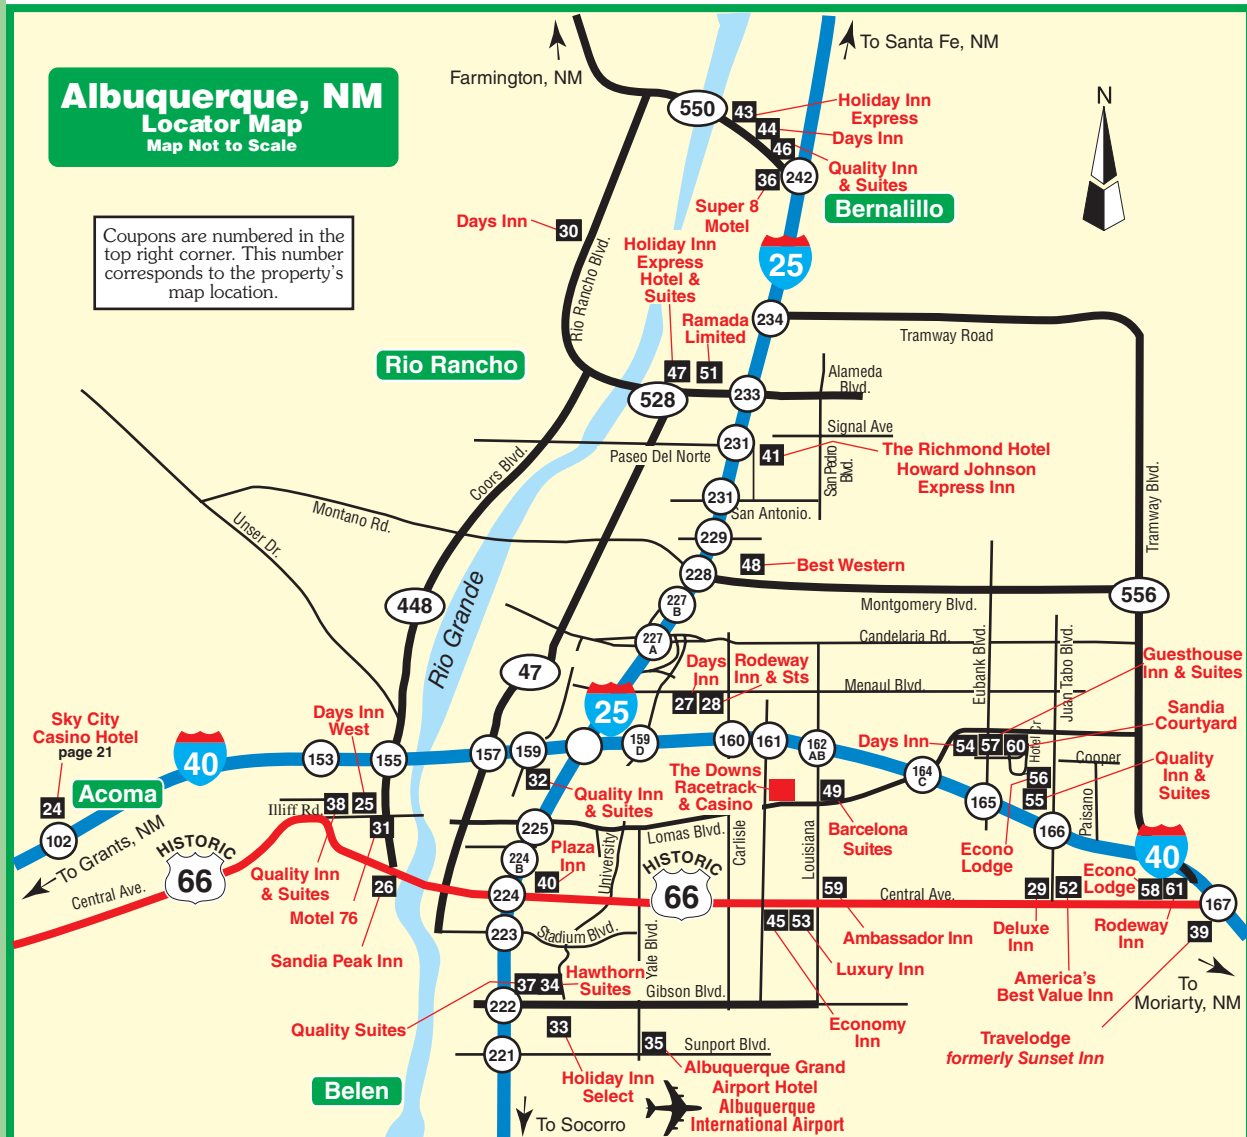 Albuquerque, NM
Locator Map
Map Not to Scale
Coupons are numbered in the
top right corner. This number
corresponds to the property's
map location.
Farmington, NM
To Santa Fe, NM
N
550
43
Holiday Inn
Express
44
Days Inn
46
Quality Inn
& Suites
36
242
Super 8
Motel
Bernalillo
Days Inn
30
Rio Rancho Blvd.
Holiday Inn
Express
Hotel &
Suites
25
Ramada
Limited
234
Tramway Road
Rio Rancho
47
51
528
233
Alameda
Blvd.
Signal Ave
231
Paseo Del Norte
41
San Pedro
Blvd.
The Richmond Hotel
Howard Johnson
Express Inn
Coors Blvd.
Tramway Blvd.
231
San Antonio.
Montano Rd.
Unser Dr.
229
48
Best Western
228
448
Rio Grande
227
B
556
Montgomery Blvd.
227
A
Candelaria Rd.
Eubank Blvd.
Juan Tabo Blvd.
Guesthouse
Inn & Suites
47
Days
Inn
Rodeway
Inn & Sts
Menaul Blvd.
27
28
25
Sky City
Casino Hotel
page 21
Days Inn
West
Sandia
Courtyard
40
153
155
157
159
159
D
160
161
162
AB
Days Inn
54
57
60
Hotel Cr
Cooper
Quality
Inn &
Suites
The Downs
Racetrack
& Casino
32
Quality Inn
& Suites
49
164
C
56
55
165
Paisano
24
Acoma
38
25
Illiff Rd.
31
102
To Grants, NM
HISTORIC
66
225
Lomas Blvd.
Carlisle
Louisiana
Barcelona
Suites
166
Econo
Lodge
40
224
B
Plaza
Inn
University
HISTORIC
66
Quality Inn
& Suites
Central Ave.
26
40
224
59
Central Ave.
29
52
Econo
Lodge
58
61
167
Motel 76
223
Stadium Blvd.
Yale Blvd.
45
53
Ambassador Inn
Deluxe
Inn
Rodeway
Inn
39
Sandia Peak Inn
Luxury Inn
37
34
Hawthorn
Suites
America's
Best Value Inn
To
Moriarty, NM
222
Gibson Blvd.
Quality Suites
33
Economy
Inn
Travelodge
formerly Sunset Inn
35
Sunport Blvd.
221
Holiday Inn
Select
Albuquerque Grand
Airport Hotel
Albuquerque
International Airport
Belen
To Socorro